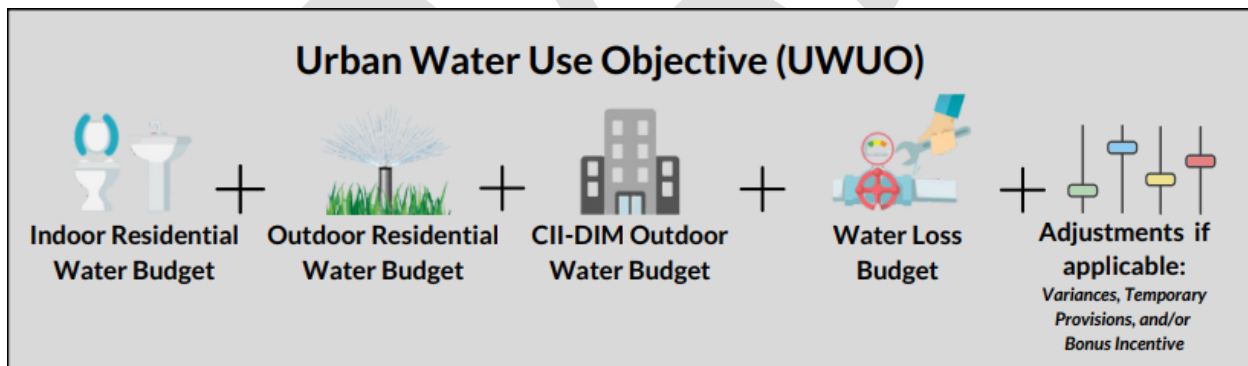 Urban Water Use Objective (UWUO)
Indoor Residential
Water Budget
+
Outdoor Residential
Water Budget
+
CII-DIM Outdoor
Water Budget
+
Water Loss
Budget
+
Adjustments if
applicable:
Variances, Temporary
Provisions, and/or
Bonus Incentive